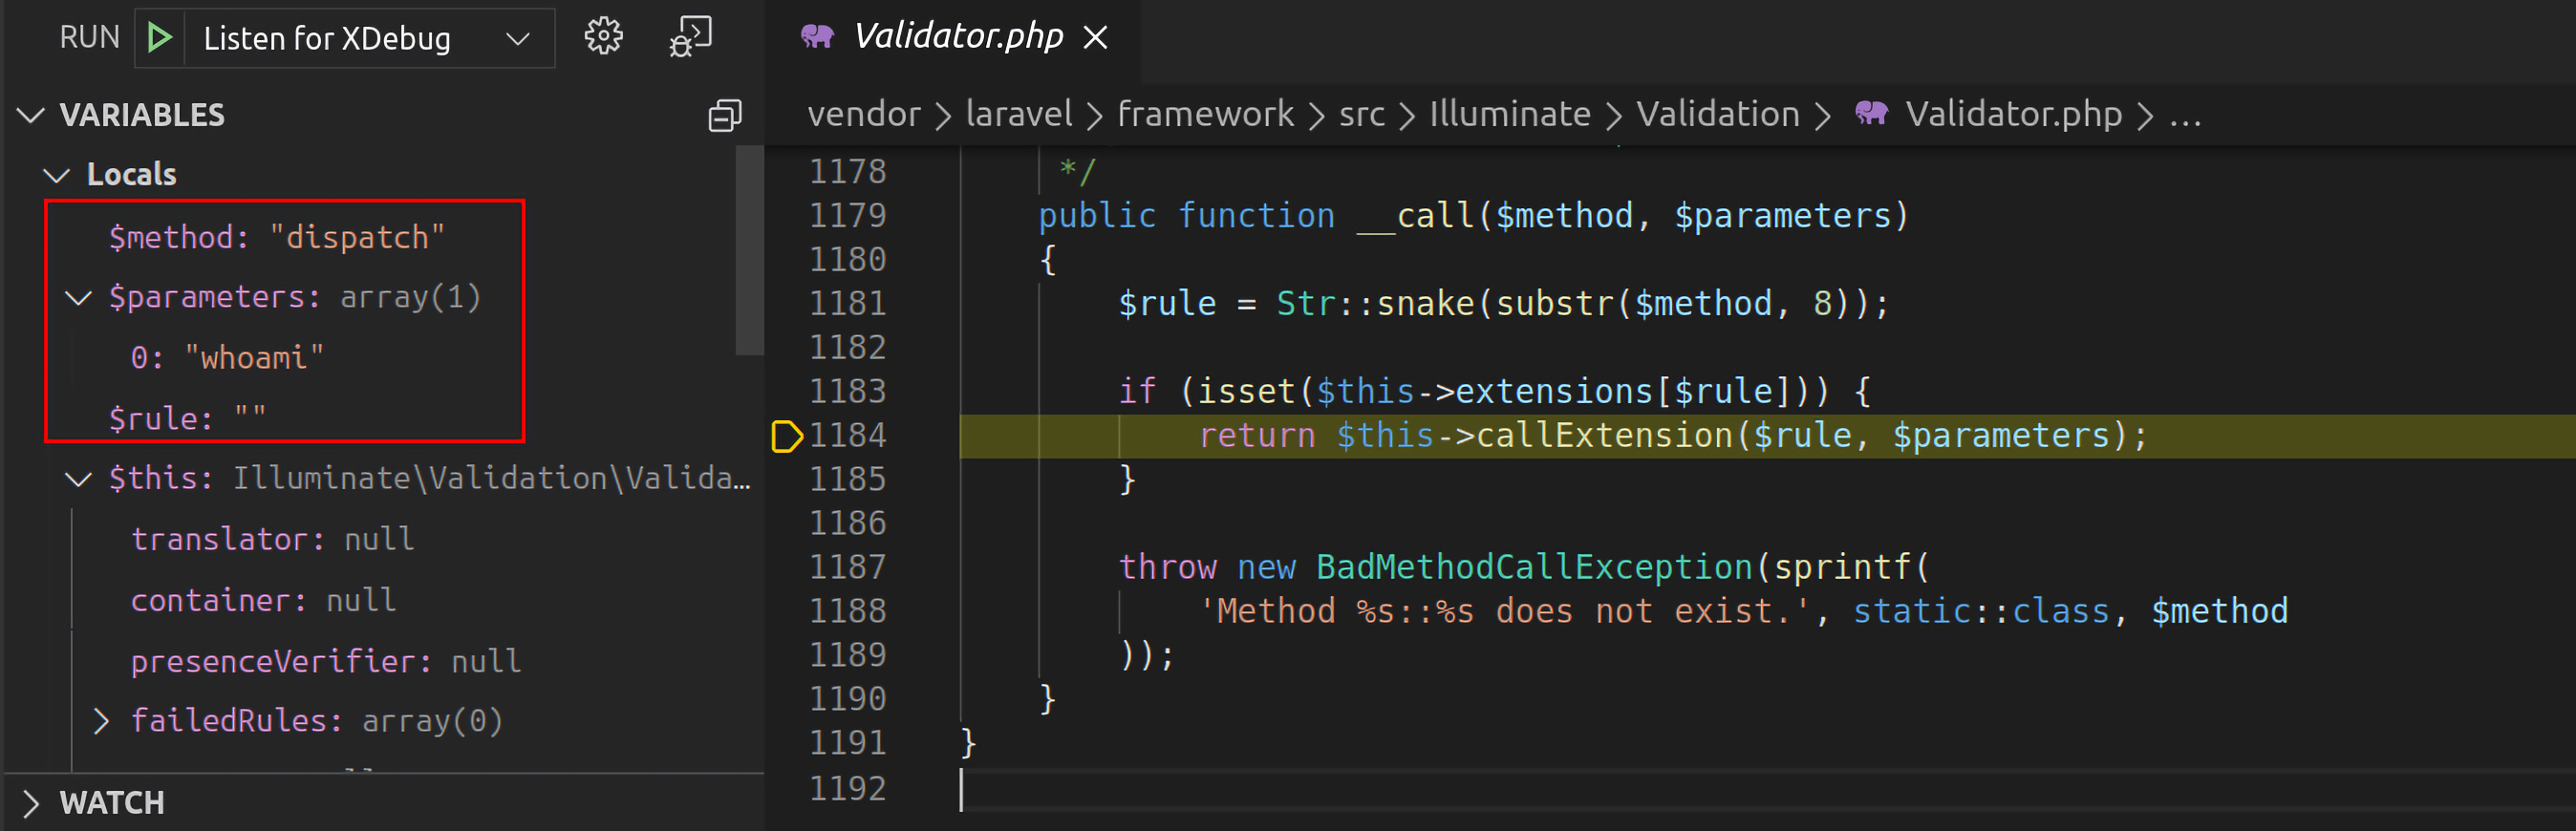 RUN Listen for XDebug
VARIABLES
Locals
$method: "dispatch"
$parameters: array(1)
0: "whoami"
$rule: ""
$this: Illuminate\Validation\Valida…
translator: null
container: null
presenceVerifier: null
failedRules: array(0)
WATCH
Validator.php
vendor > laravel > framework > src > Illuminate > Validation > Validator.php > …
1178 */
1179 public function __call($method, $parameters)
1180 {
1181 $rule = Str::snake(substr($method, 8));
1182
1183 if (isset($this->extensions[$rule])) {
1184 return $this->callExtension($rule, $parameters);
1185 }
1186
1187 throw new BadMethodCallException(sprintf(
1188 'Method %s::%s does not exist.', static::class, $method
1189 ));
1190 }
1191 }
1192